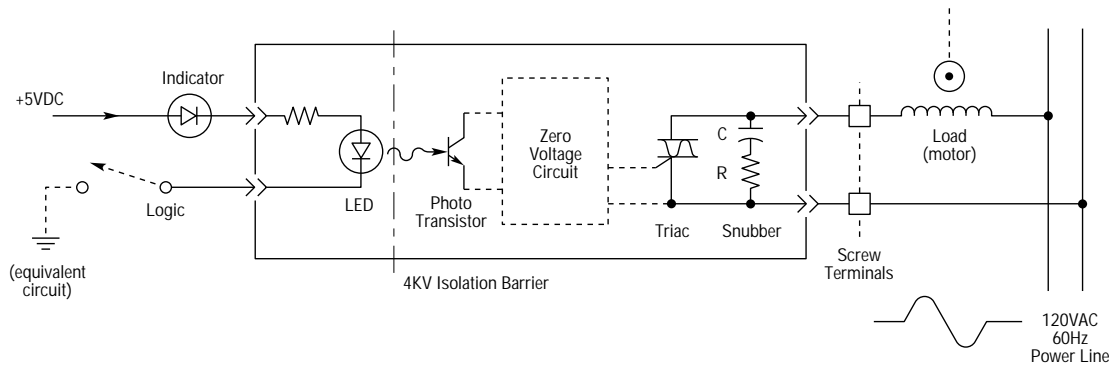 Indicator
+5VDC
Logic
(equivalent
circuit)
LED
Photo
Transistor
4KV Isolation Barrier
Zero
Voltage
Circuit
Triac
C
R
Snubber
Screw
Terminals
Load
(motor)
120VAC
60Hz
Power Line